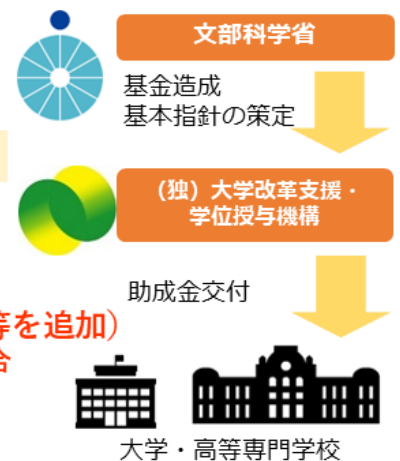 文部科学省
基金造成
基本指針の策定
（独）大学改革支援・
学位授与機構
助成金交付
等を追加）
合
大学・高等専門学校